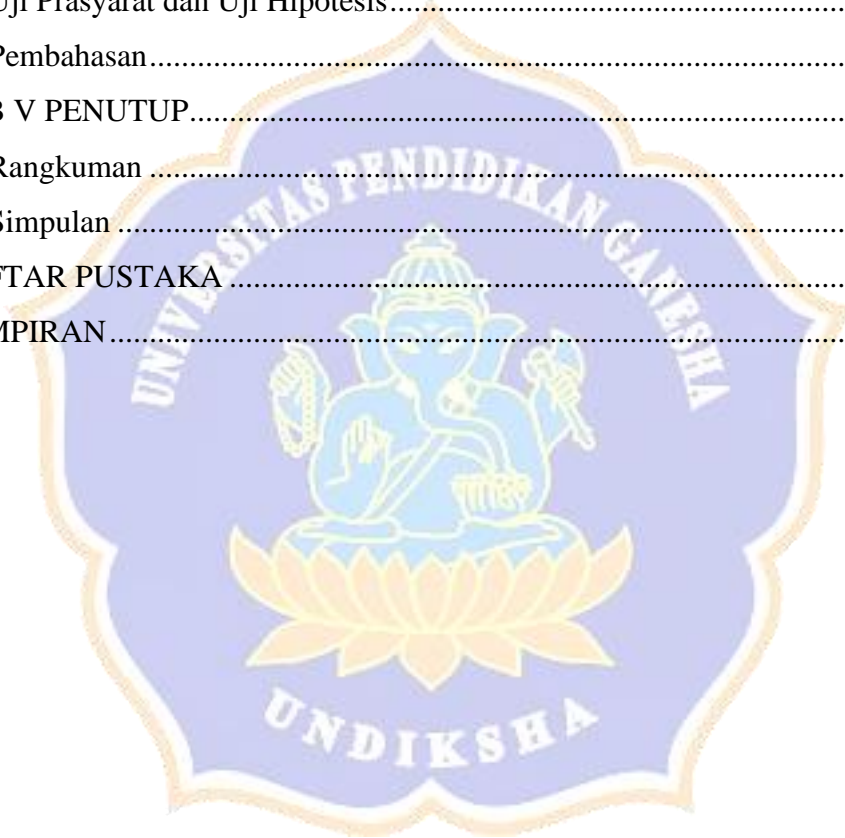 Uji Prasyarat dan Uji Hipotesis..........................................................
Pembahasan........................................................................................
B V PENUTUP...................................................................................
Rangkuman ........................................................................................
Simpulan ............................................................................................
FTAR PUSTAKA ..............................................................................
MPIRAN.............................................................................................
UNIVERSITAS PENDIDIKAN GANESHA
UNDIKSHA